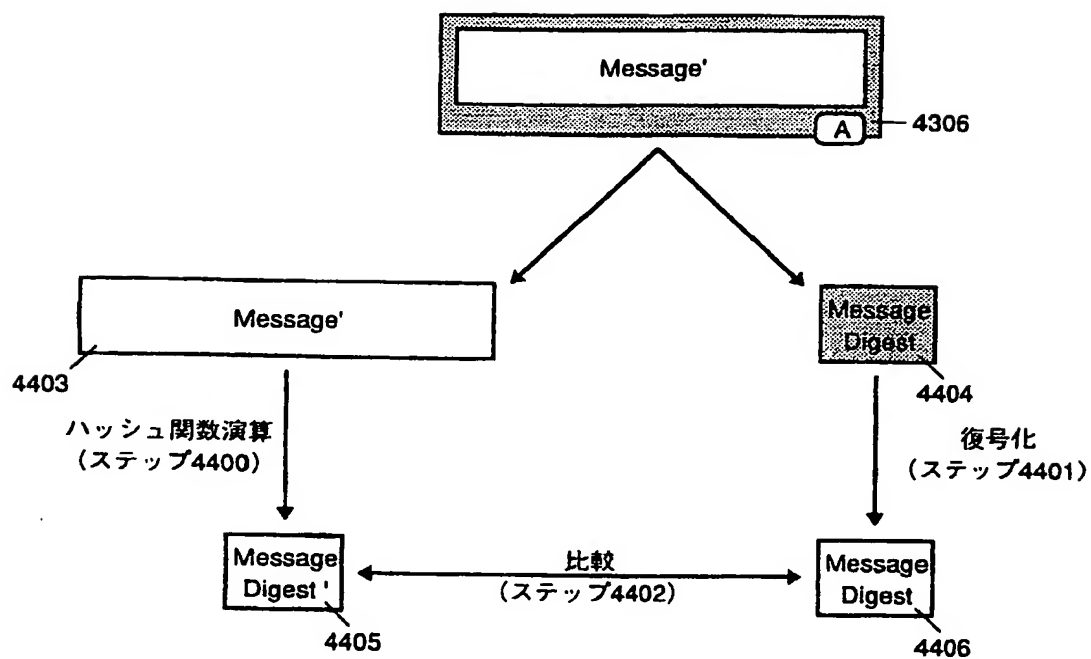 Message'
A
4306
Message'
Message
Digest
4403
4404
ハッシュ関数演算
(ステップ4400)
復号化
(ステップ4401)
Message
Digest '
比較
(ステップ4402)
Message
Digest
4405
4406